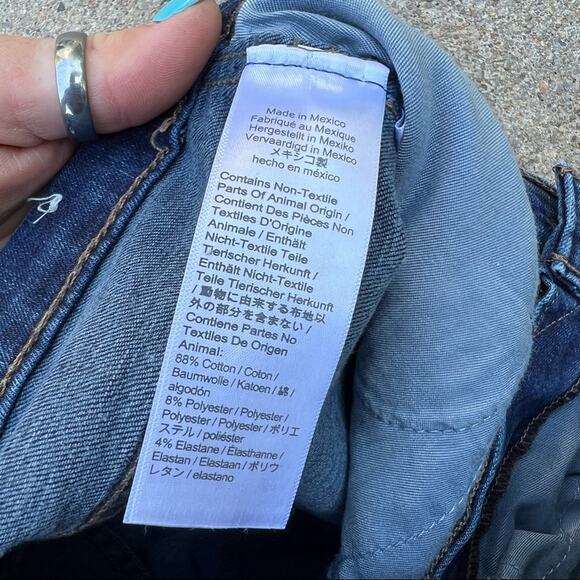 Made in Mexico
Fabriqué au Mexique
Hergestellt in Mexiko
Vervaardigd in Mexico
メキシコ製
hecho en méxico
Contains Non-Textile
Parts Of Animal Origin /
Contient Des Pièces Non
Textiles D'Origine
Animale / Enthält
Nicht-Textile Teile
Tierischer Herkunft /
Enthält Nicht-Textile
Teile Tierischer Herkunft
/ 動物に由来する布地以
外の部分を含まない /
Contiene Partes No
Textiles De Origen
Animal:
88% Cotton / Coton /
Baumwolle / Katoen / 綿 /
algodón
8% Polyester / Polyester /
Polyester / Polyester / ポリエ
ステル / poliéster
4% Elastane / Élasthanne /
Elastan / Elastaan / ポリウ
レタン / elastano